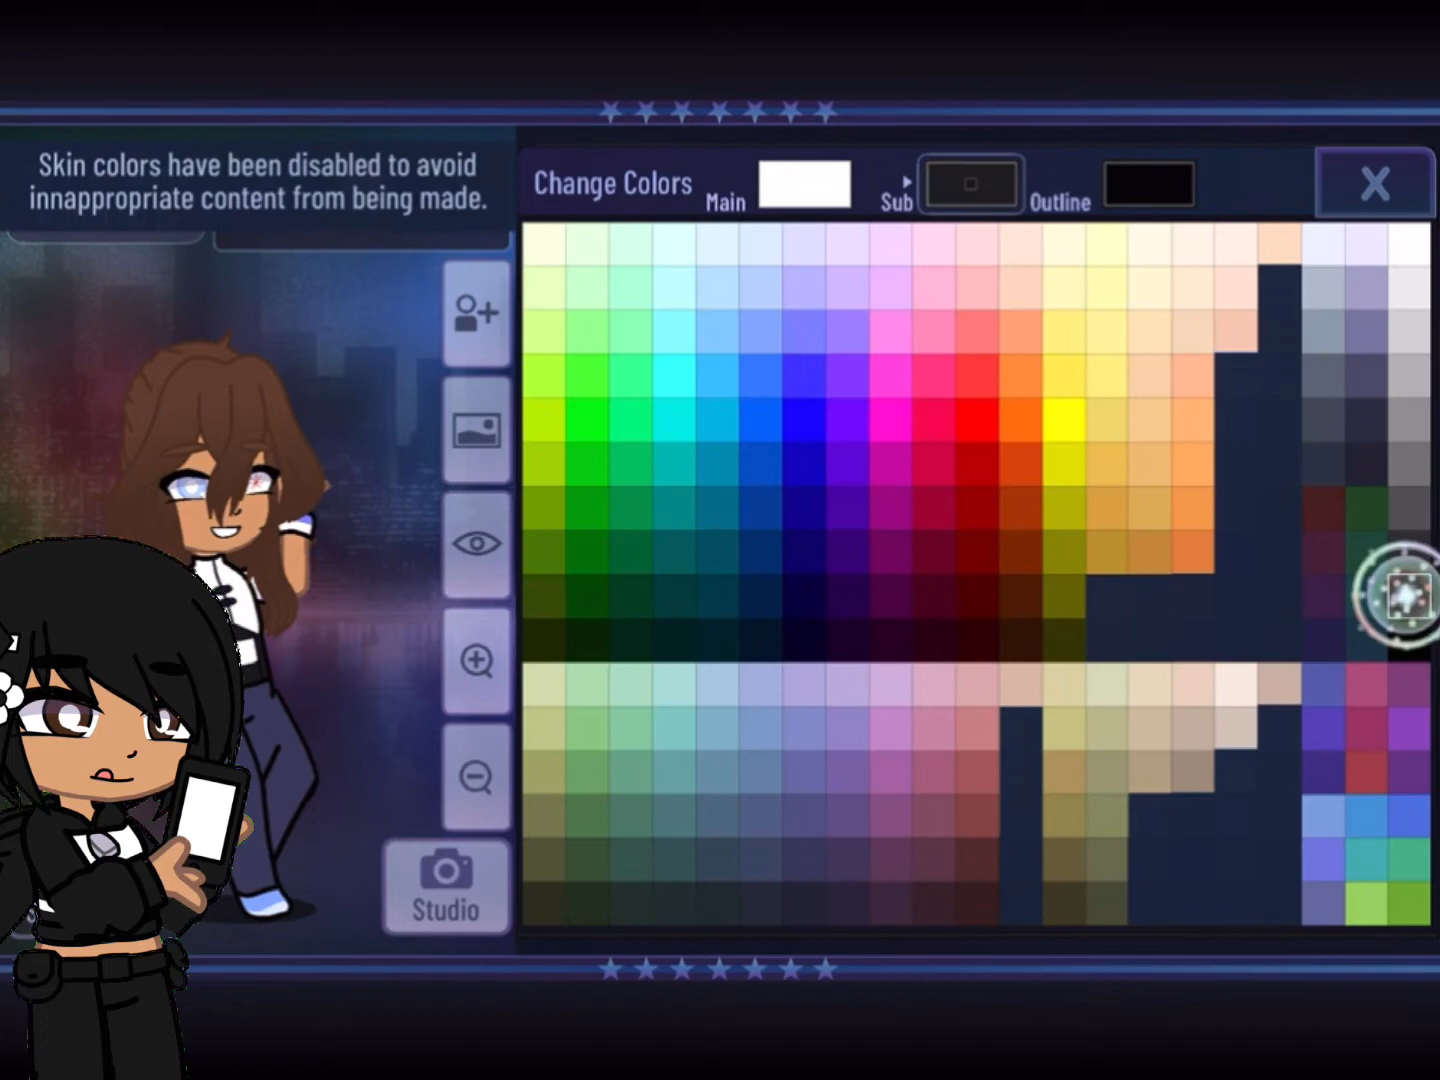 Skin colors have been disabled to avoid
innappropriate content from being made.
Change Colors
Main
Sub
Outline
X
Studio